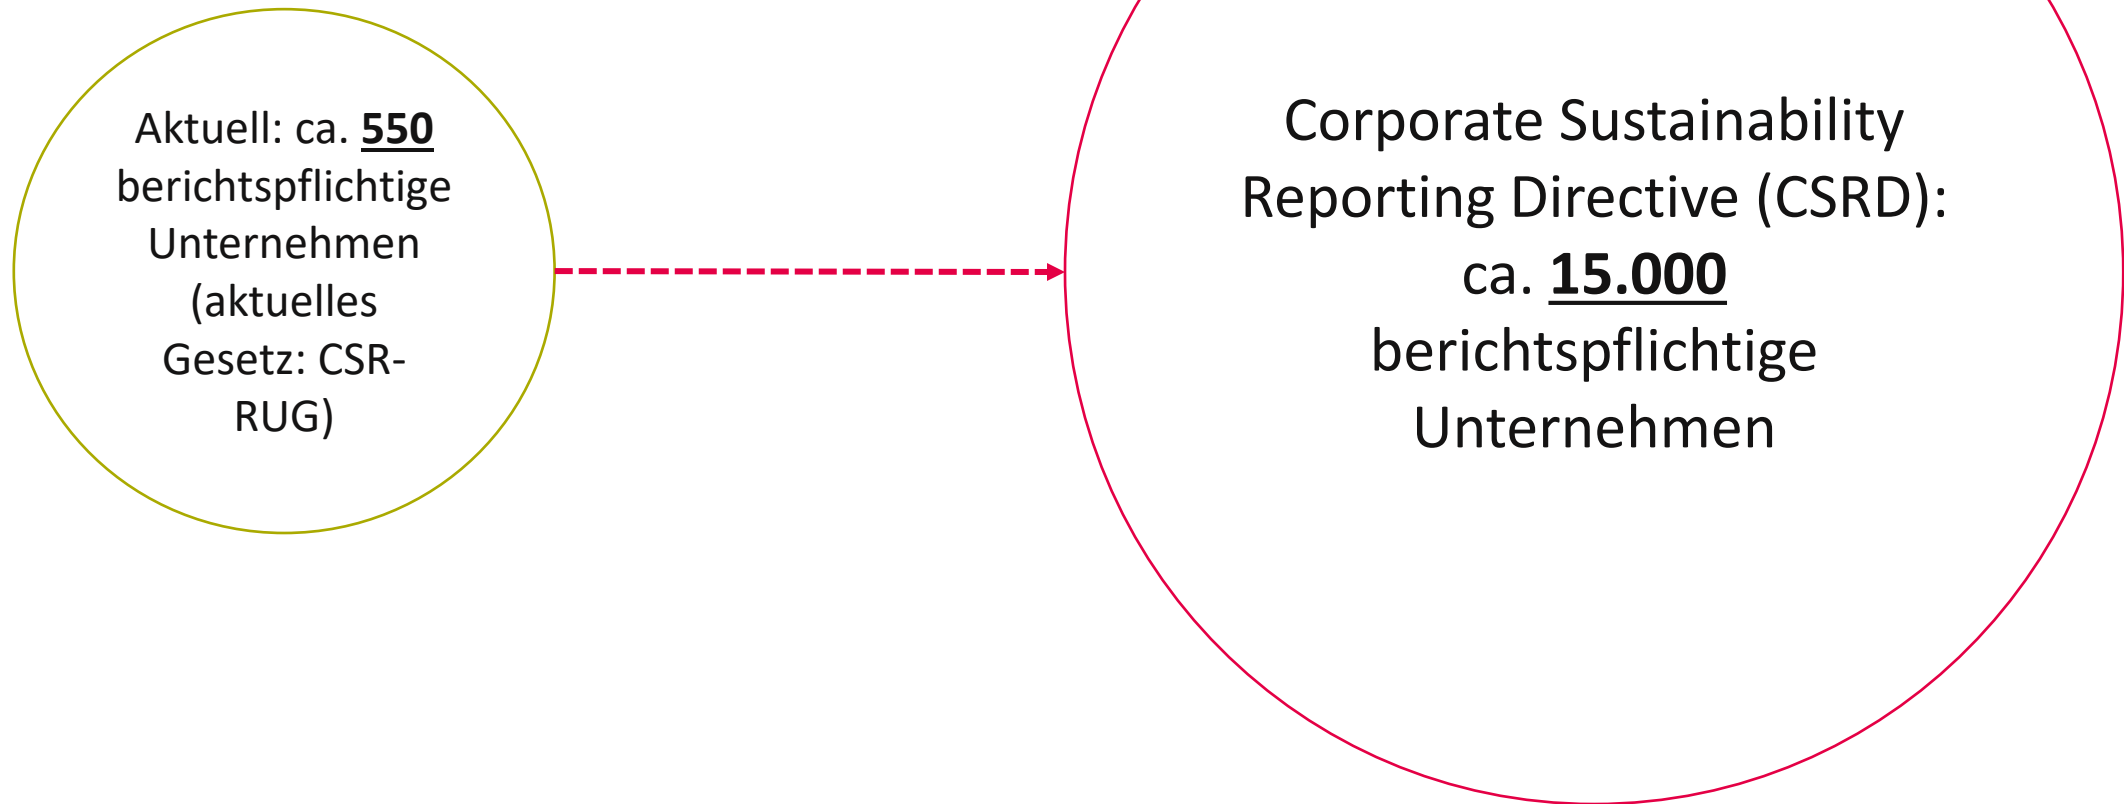 Aktuell: ca. 550
berichtspflichtige
Unternehmen
(aktuelles
Gesetz: CSR-
RUG)
Corporate Sustainability
Reporting Directive (CSRD):
ca. 15.000
berichtspflichtige
Unternehmen